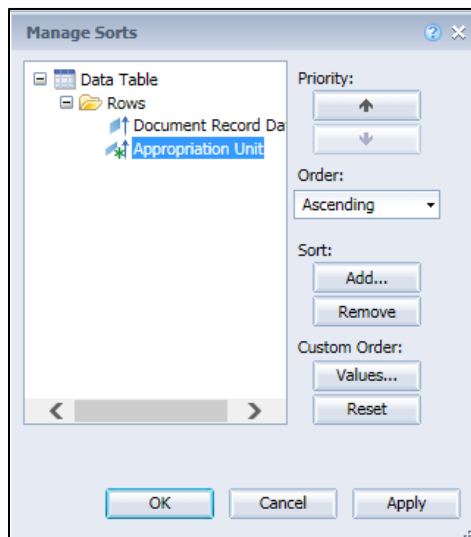 Manage Sorts
Data Table
Rows
Document Record Da
Appropriation Unit
Priority:
Order:
Ascending
Sort:
Add...
Remove
Custom Order:
Values...
Reset
OK
Cancel
Apply